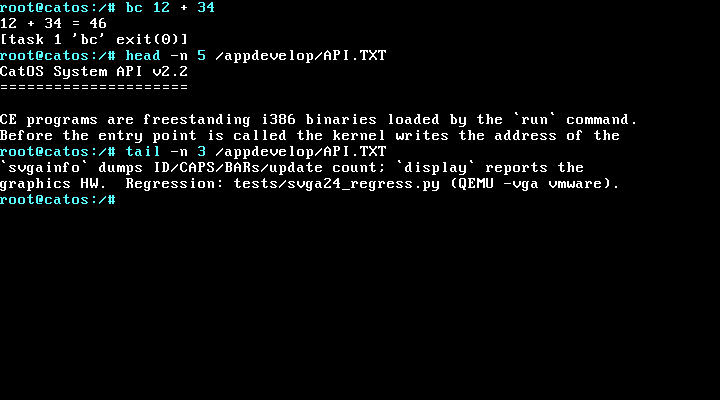 root@catos:/# bc 12 + 34
12 + 34 = 46
[task 1 'bc' exit(0)]
root@catos:/# head -n 5 /appdevelop/API.TXT
CatOS System API v2.2
=====================
CE programs are freestanding i386 binaries loaded by the `run` command.
Before the entry point is called the kernel writes the address of the
root@catos:/# tail -n 3 /appdevelop/API.TXT
`svgainfo` dumps ID/CAPS/BARs/update count; `display` reports the
graphics HW.  Regression: tests/svga24_regress.py (QEMU -vga vmware).
root@catos:/#